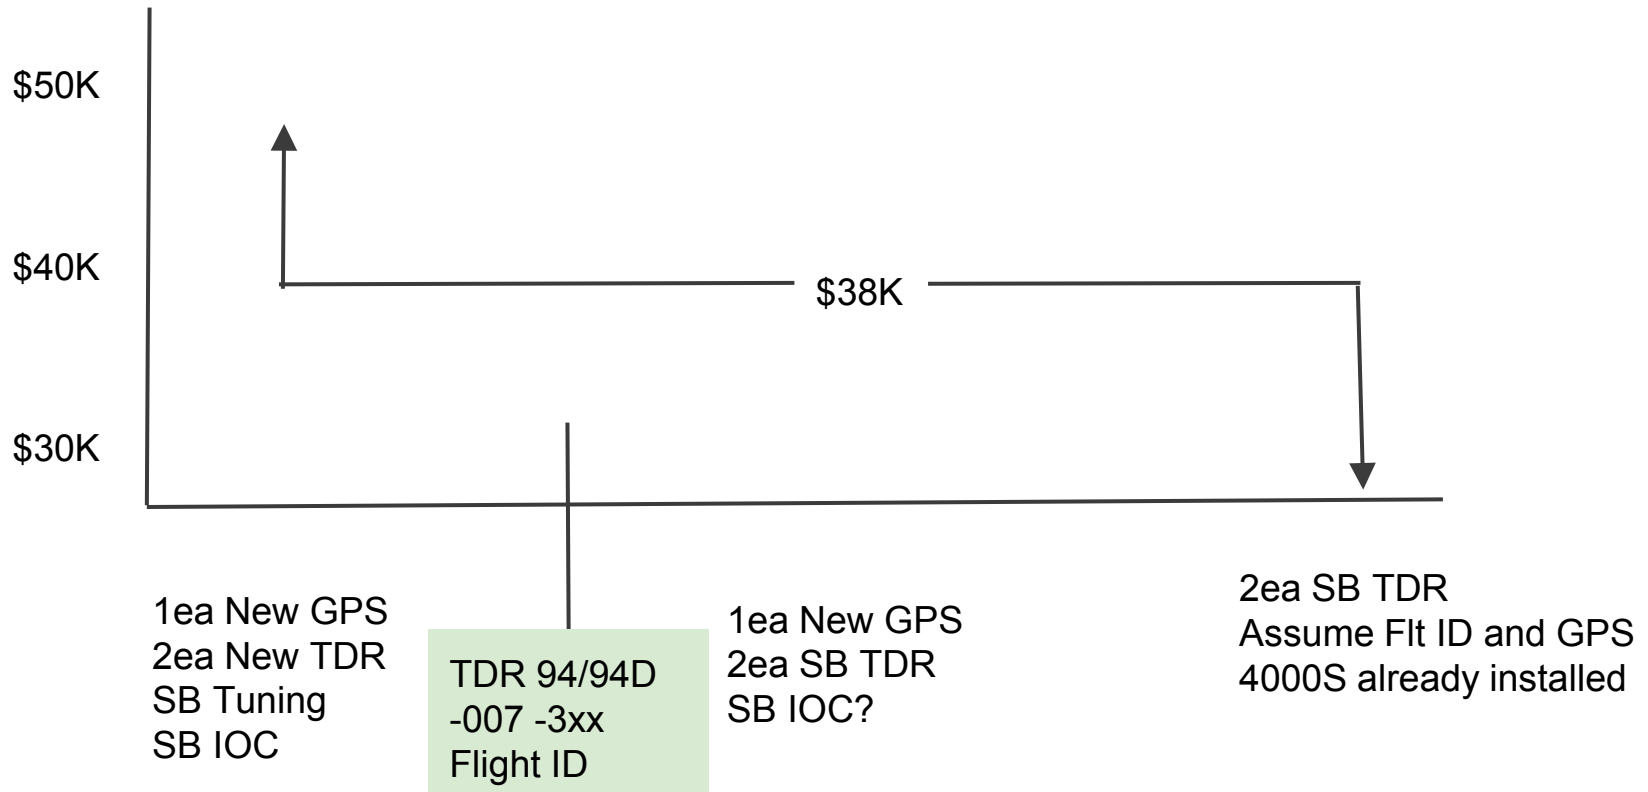 $50K
$40K
$38K
$30K
1ea New GPS
2ea New TDR
SB Tuning
SB IOC
TDR 94/94D
-007 -3xx
Flight ID
1ea New GPS
2ea SB TDR
SB IOC?
2ea SB TDR
Assume Flt ID and GPS
4000S already installed